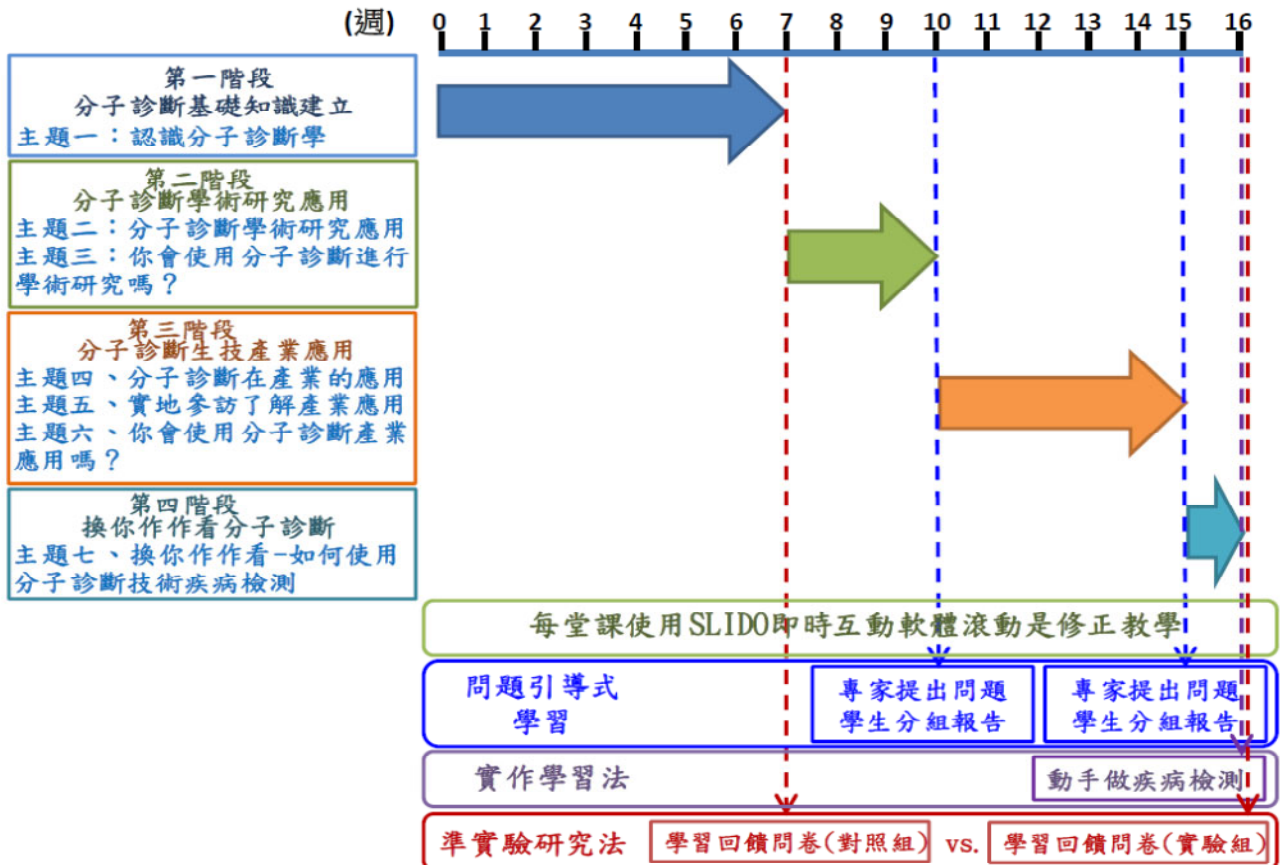 (週)
0 1 2 3 4 5 6 7 8 9 10 11 12 13 14 15 16
第一階段
分子診斷基礎知識建立
主題一：認識分子診斷學
第二階段
分子診斷學術研究應用
主題二：分子診斷學術研究應用
主題三：你會使用分子診斷進行
學術研究嗎？
第三階段
分子診斷生技產業應用
主題四、分子診斷在產業的應用
主題五、實地參訪了解產業應用
主題六、你會使用分子診斷產業
應用嗎？
第四階段
換你作作看分子診斷
主題七、換你作作看-如何使用
分子診斷技術疾病檢測
每堂課使用SLIDO即時互動軟體滾動是修正教學
問題引導式
學習
專家提出問題
學生分組報告
專家提出問題
學生分組報告
實作學習法
動手做疾病檢測
準實驗研究法 學習回饋問卷(對照組) vs. 學習回饋問卷(實驗組)